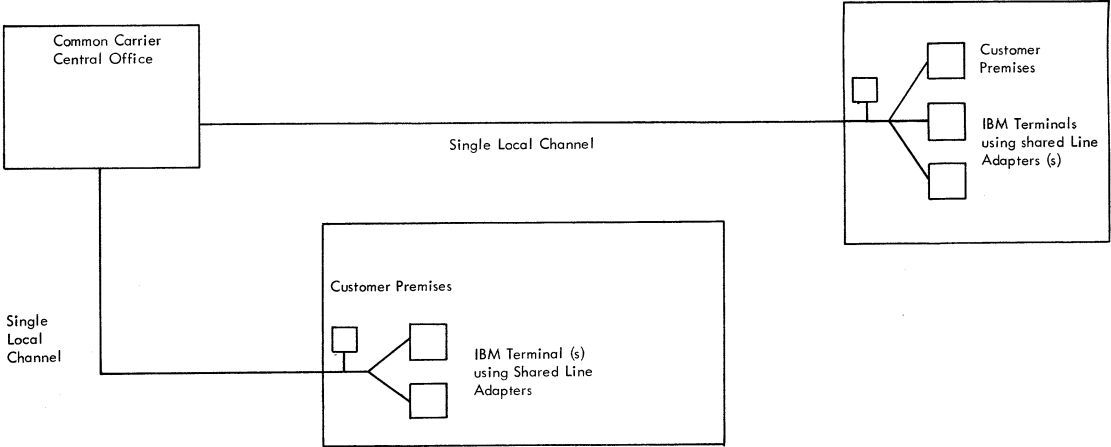 Common Carrier
Central Office
Customer
Premises
IBM Terminals
using shared Line
Adapters (s)
Single Local Channel
Customer Premises
Single
Local
Channel
IBM Terminal (s)
using Shared Line
Adapters